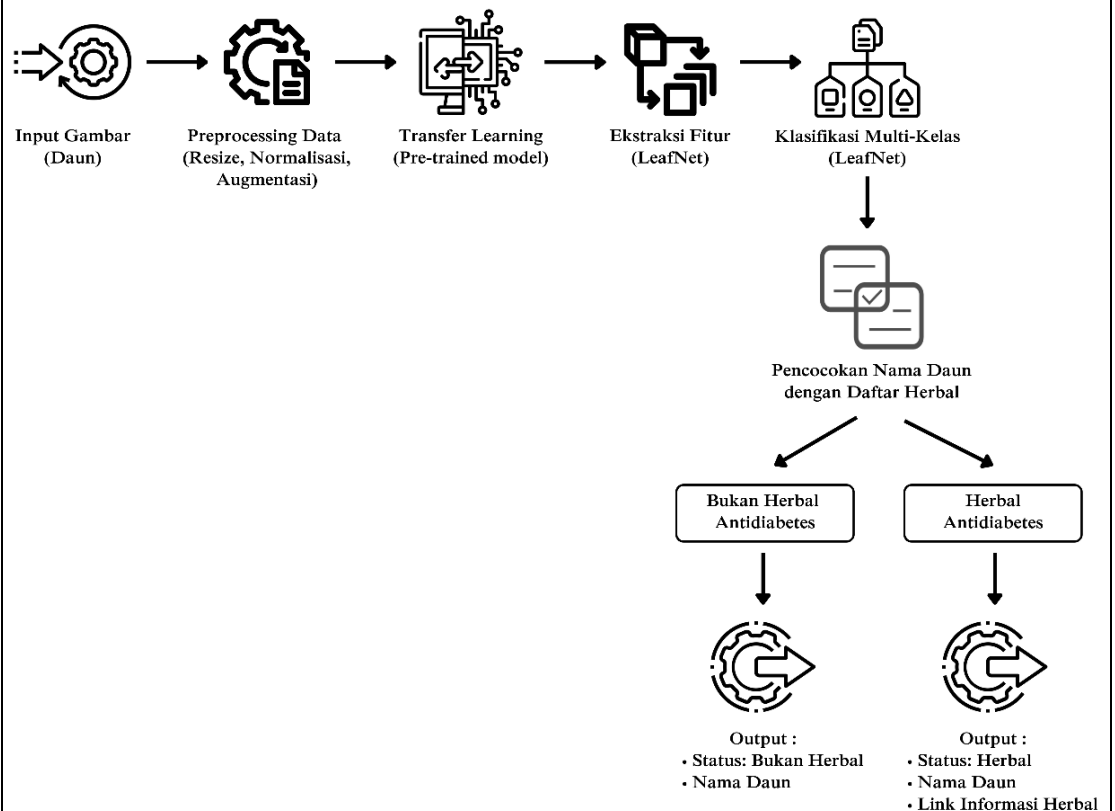 Input Gambar
(Daun)
Preprocessing Data
(Resize, Normalisasi,
Augmentasi)
Transfer Learning
(Pre-trained model)
Ekstraksi Fitur
(LeafNet)
Klasifikasi Multi-Kelas
(LeafNet)
Pencocokan Nama Daun
dengan Daftar Herbal
Bukan Herbal
Antidiabetes
Herbal
Antidiabetes
Output :
• Status: Bukan Herbal
• Nama Daun
Output :
• Status: Herbal
• Nama Daun
• Link Informasi Herbal